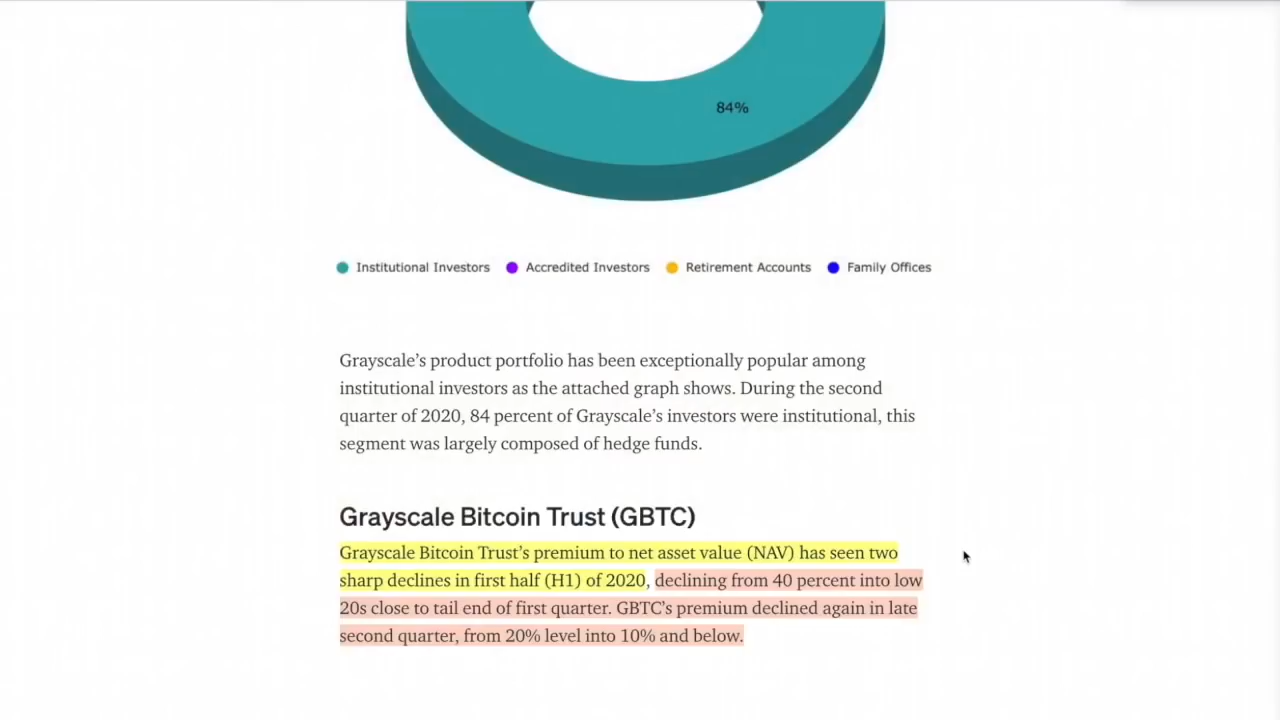 84%
Institutional Investors Accredited Investors Retirement Accounts Family Offices
Grayscale’s product portfolio has been exceptionally popular among
institutional investors as the attached graph shows. During the second
quarter of 2020, 84 percent of Grayscale’s investors were institutional, this
segment was largely composed of hedge funds.
Grayscale Bitcoin Trust (GBTC)
Grayscale Bitcoin Trust’s premium to net asset value (NAV) has seen two
sharp declines in first half (H1) of 2020, declining from 40 percent into low
20s close to tail end of first quarter. GBTC’s premium declined again in late
second quarter, from 20% level into 10% and below.